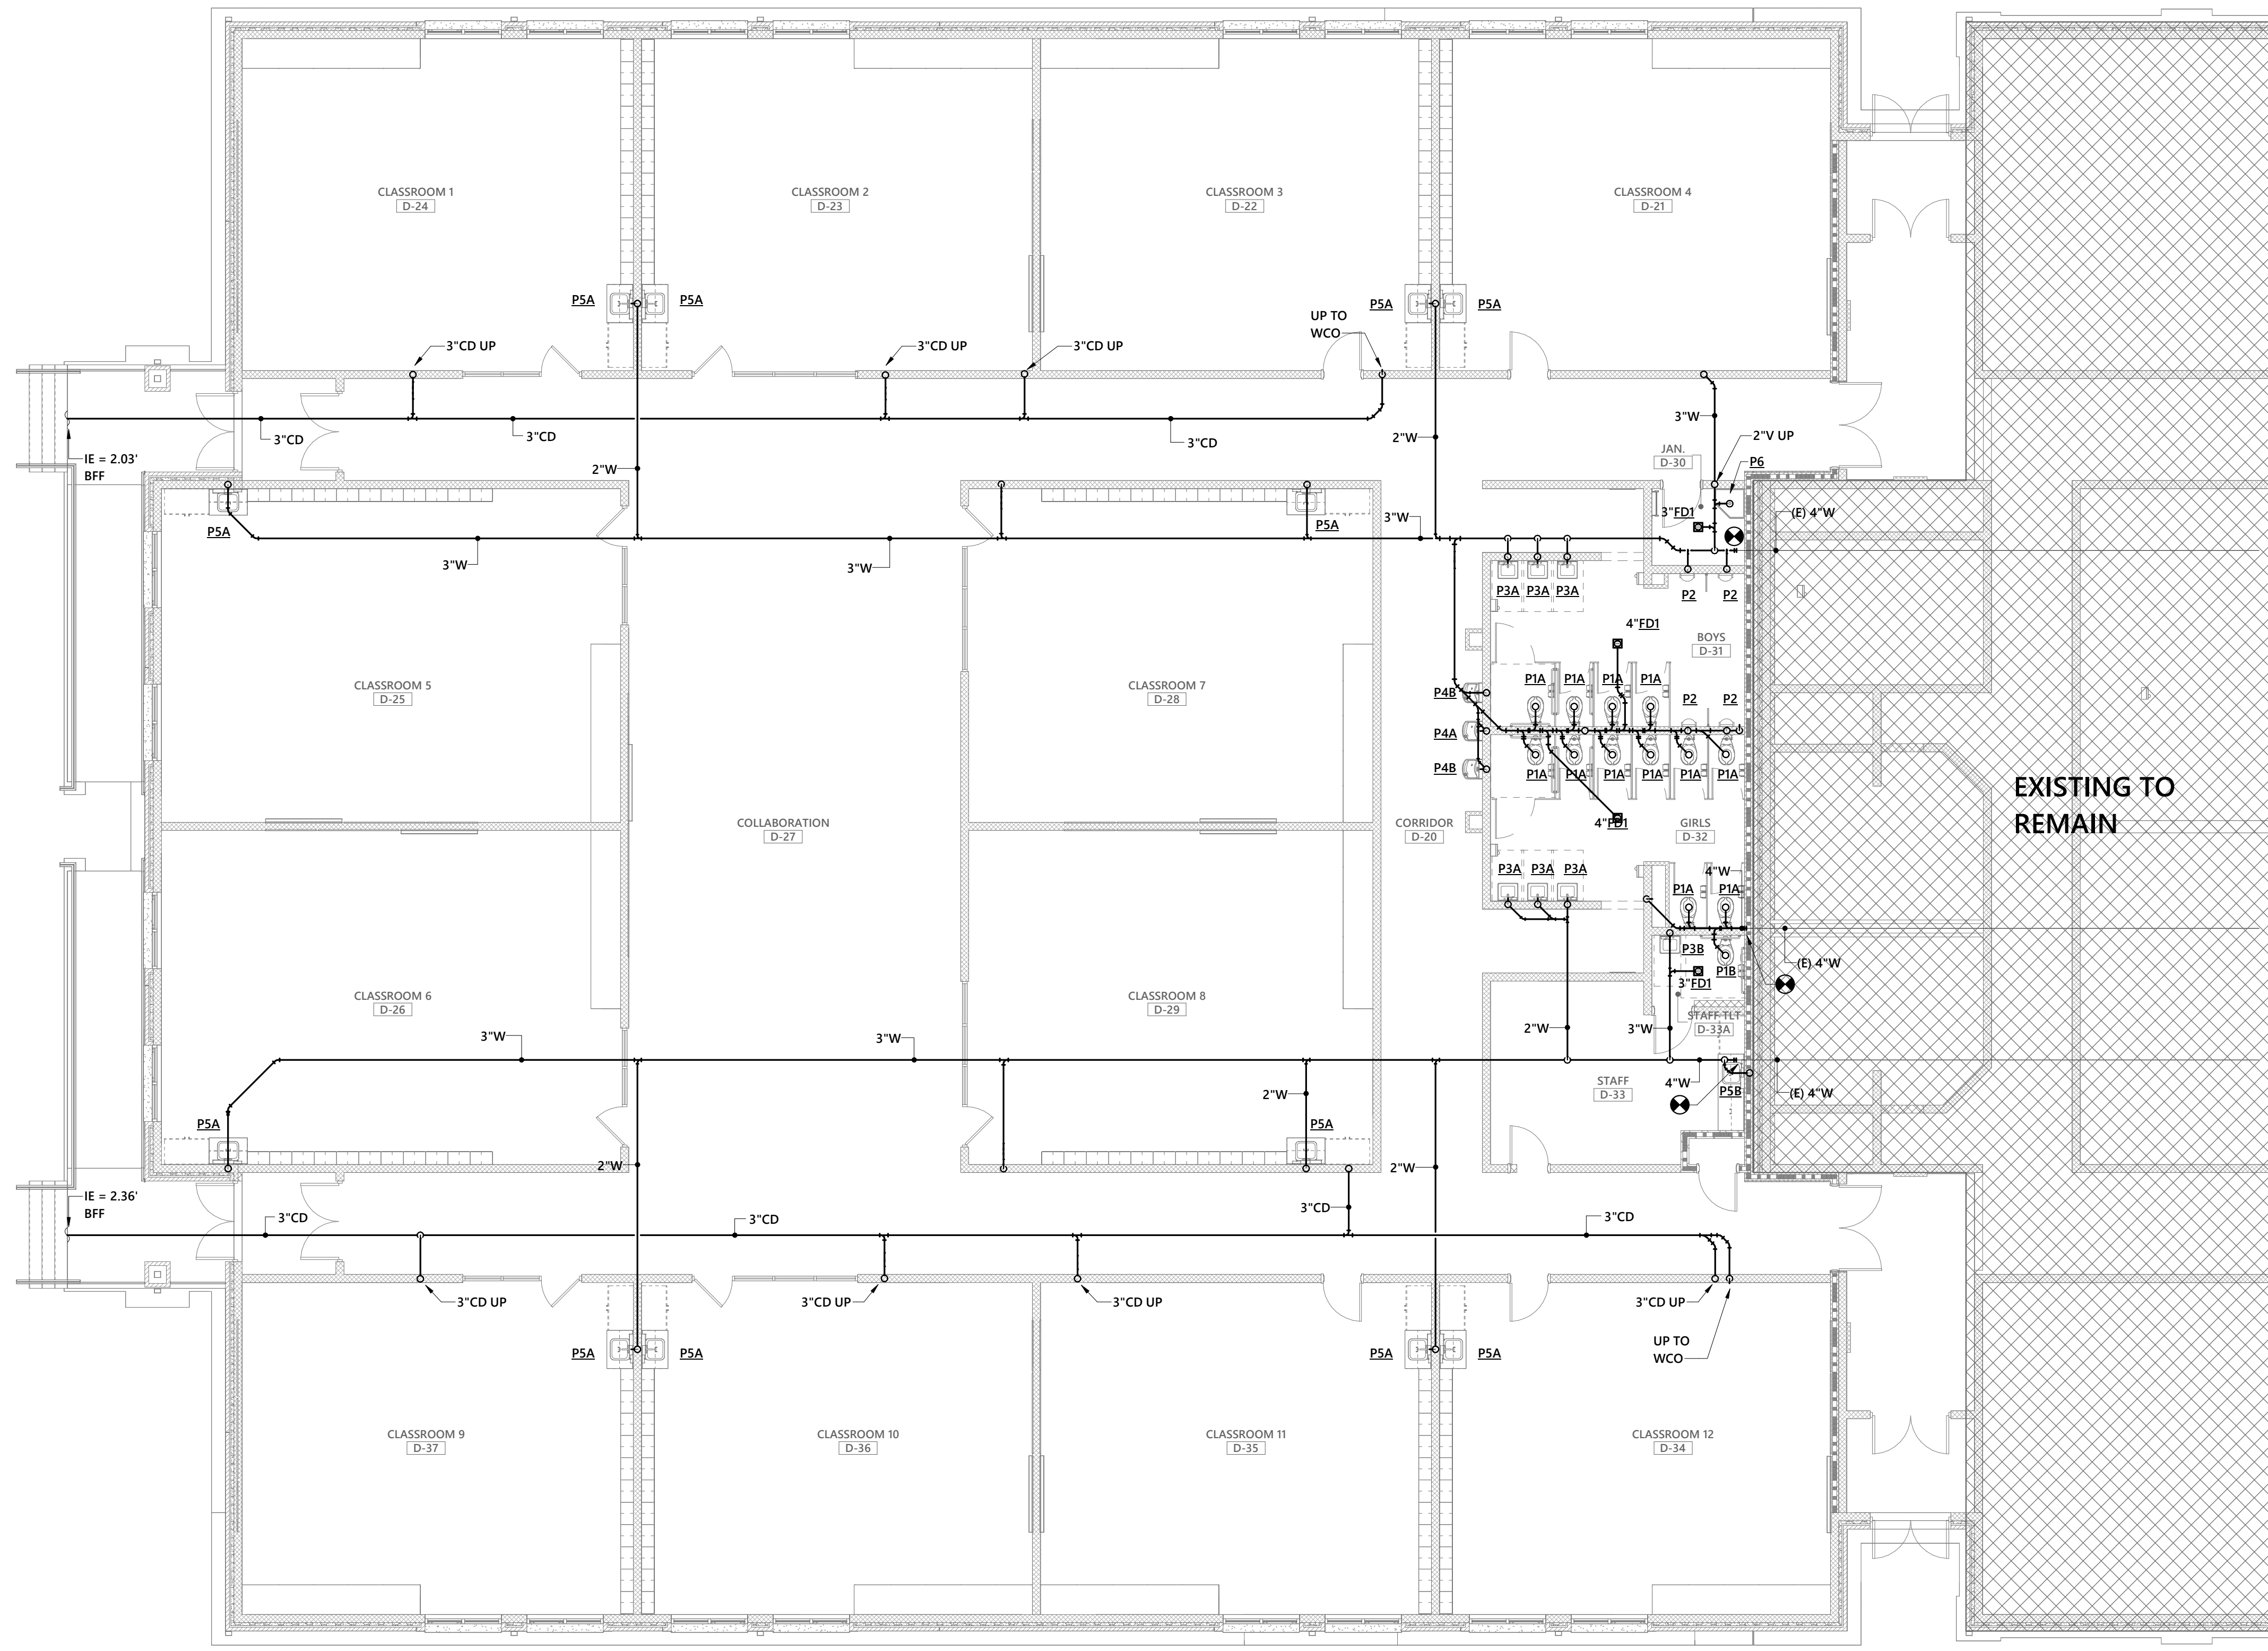 CLASSROOM 1
D-24
CLASSROOM 2
D-23
CLASSROOM 3
D-22
CLASSROOM 4
D-21
P5A
P5A
P5A
P5A
UP TO
WCO
3"CD UP
3"CD UP
3"CD UP
3"W
3"CD
3"CD
3"CD
2"W
2"V UP
IE = 2.03'
BFF
2"W
JAN.
D-30
P6
P5A
P5A
3"W
3"FD1
(E) 4"W
3"W
3"W
P3A
P3A
P3A
P2
P2
4"FD1
BOYS
D-31
CLASSROOM 5
D-25
CLASSROOM 7
D-28
P4B
P1A
P1A
P1A
P1A
P2
P2
P4A
P4B
P1A
P1A
P1A
P1A
P1A
P1A
EXISTING TO
REMAIN
COLLABORATION
D-27
CORRIDOR
D-20
4"FD1
GIRLS
D-32
P3A
P3A
P3A
4"W
P1A
P1A
P3B
P1B
(E) 4"W
3"FD1
CLASSROOM 6
D-26
CLASSROOM 8
D-29
STAFF TLT
D-33A
3"W
3"W
2"W
3"W
STAFF
D-33
4"W
P5B
(E) 4"W
2"W
P5A
P5A
2"W
2"W
IE = 2.36'
BFF
3"CD
3"CD
3"CD
3"CD
3"CD UP
3"CD UP
3"CD UP
3"CD UP
UP TO
WCO
P5A
P5A
P5A
P5A
CLASSROOM 9
D-37
CLASSROOM 10
D-36
CLASSROOM 11
D-35
CLASSROOM 12
D-34